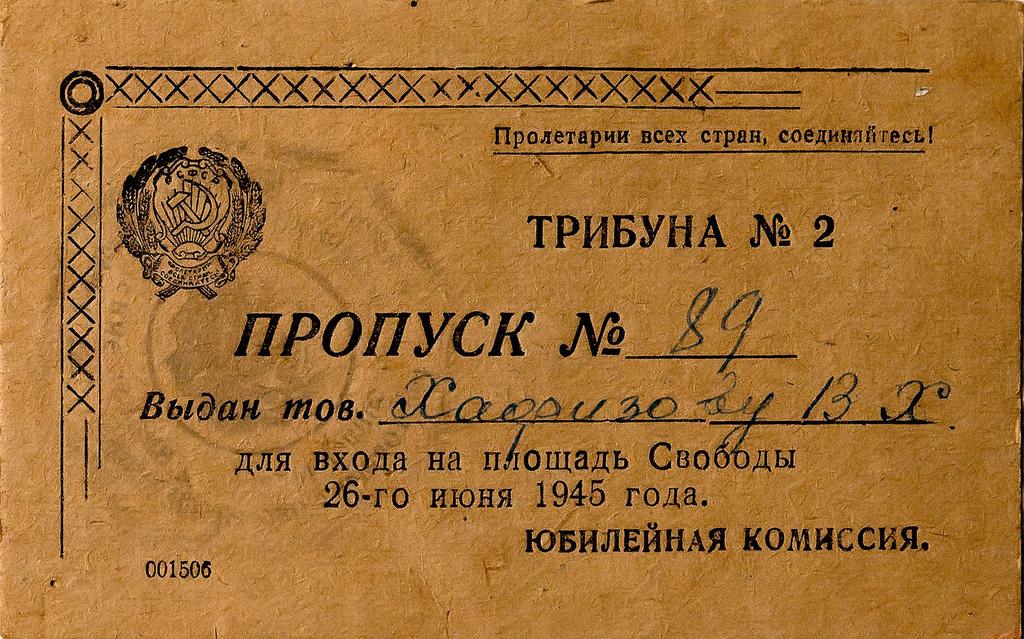 Пролетарии всех стран, соединяйтесь!
ТРИБУНА № 2
ПРОПУСК № 89
Выдан тов. Хафизову В Х
для входа на площадь Свободы
26-го июня 1945 года.
ЮБИЛЕЙНАЯ КОМИССИЯ.
001506